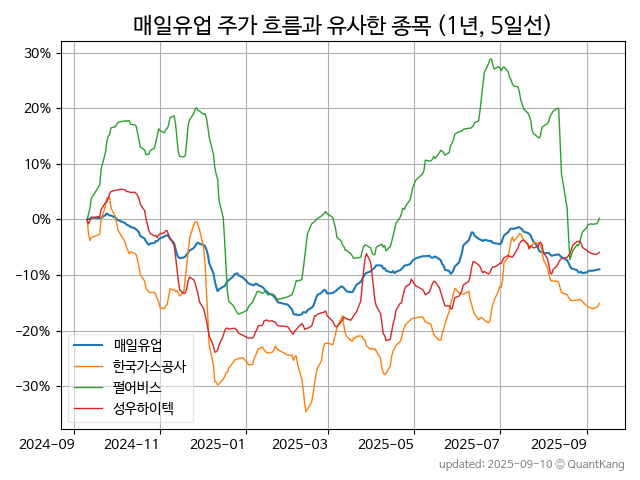 매일유업 주가 흐름과 유사한 종목 (1년, 5일선)
30%
20%
10%
0%
−10%
−20%
−30%
매일유업
한국가스공사
펄어비스
성우하이텍
2024-09
2024-11
2025-01
2025-03
2025-05
2025-07
2025-09
updated: 2025-09-10 © QuantKang